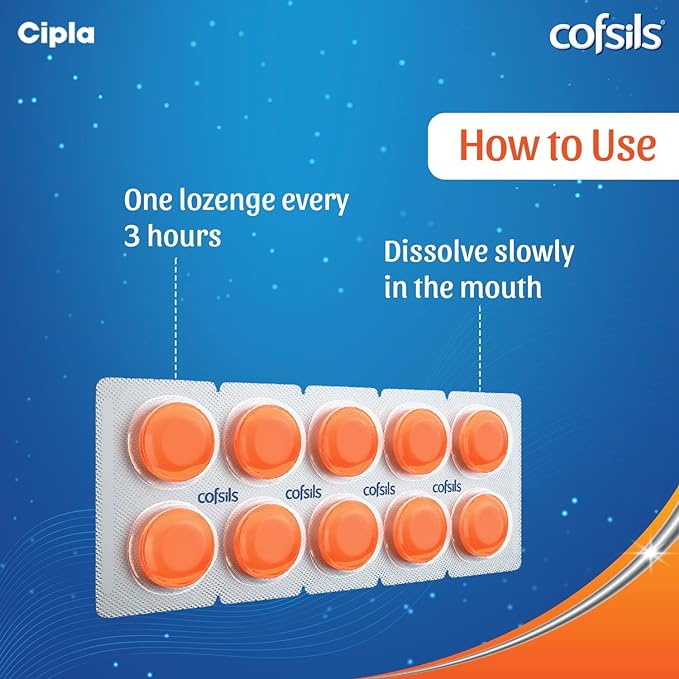 Cipla
cofsils®
How to Use
One lozenge every
3 hours
Dissolve slowly
in the mouth
cofsils
cofsils
cofsils
cofsils